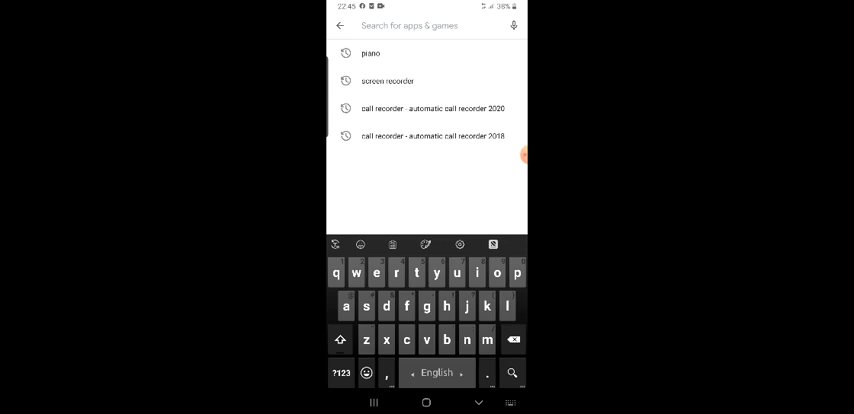 22:45 38%
Search for apps & games
piano
screen recorder
call recorder - automatic call recorder 2020
call recorder - automatic call recorder 2018
q w e r t y u i o p
a s d f g h j k l
z x c v b n m
?123 , English .